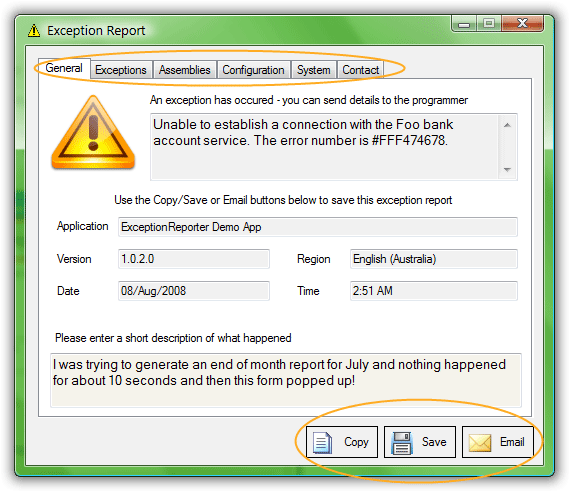 Exception Report
General Exceptions Assemblies Configuration System Contact
An exception has occured - you can send details to the programmer
Unable to establish a connection with the Foo bank
account service. The error number is #FFF474678.
Use the Copy/Save or Email buttons below to save this exception report
Application ExceptionReporter Demo App
Version 1.0.2.0 Region English (Australia)
Date 08/Aug/2008 Time 2:51 AM
Please enter a short description of what happened
I was trying to generate an end of month report for July and nothing happened
for about 10 seconds and then this form popped up!
Copy Save Email